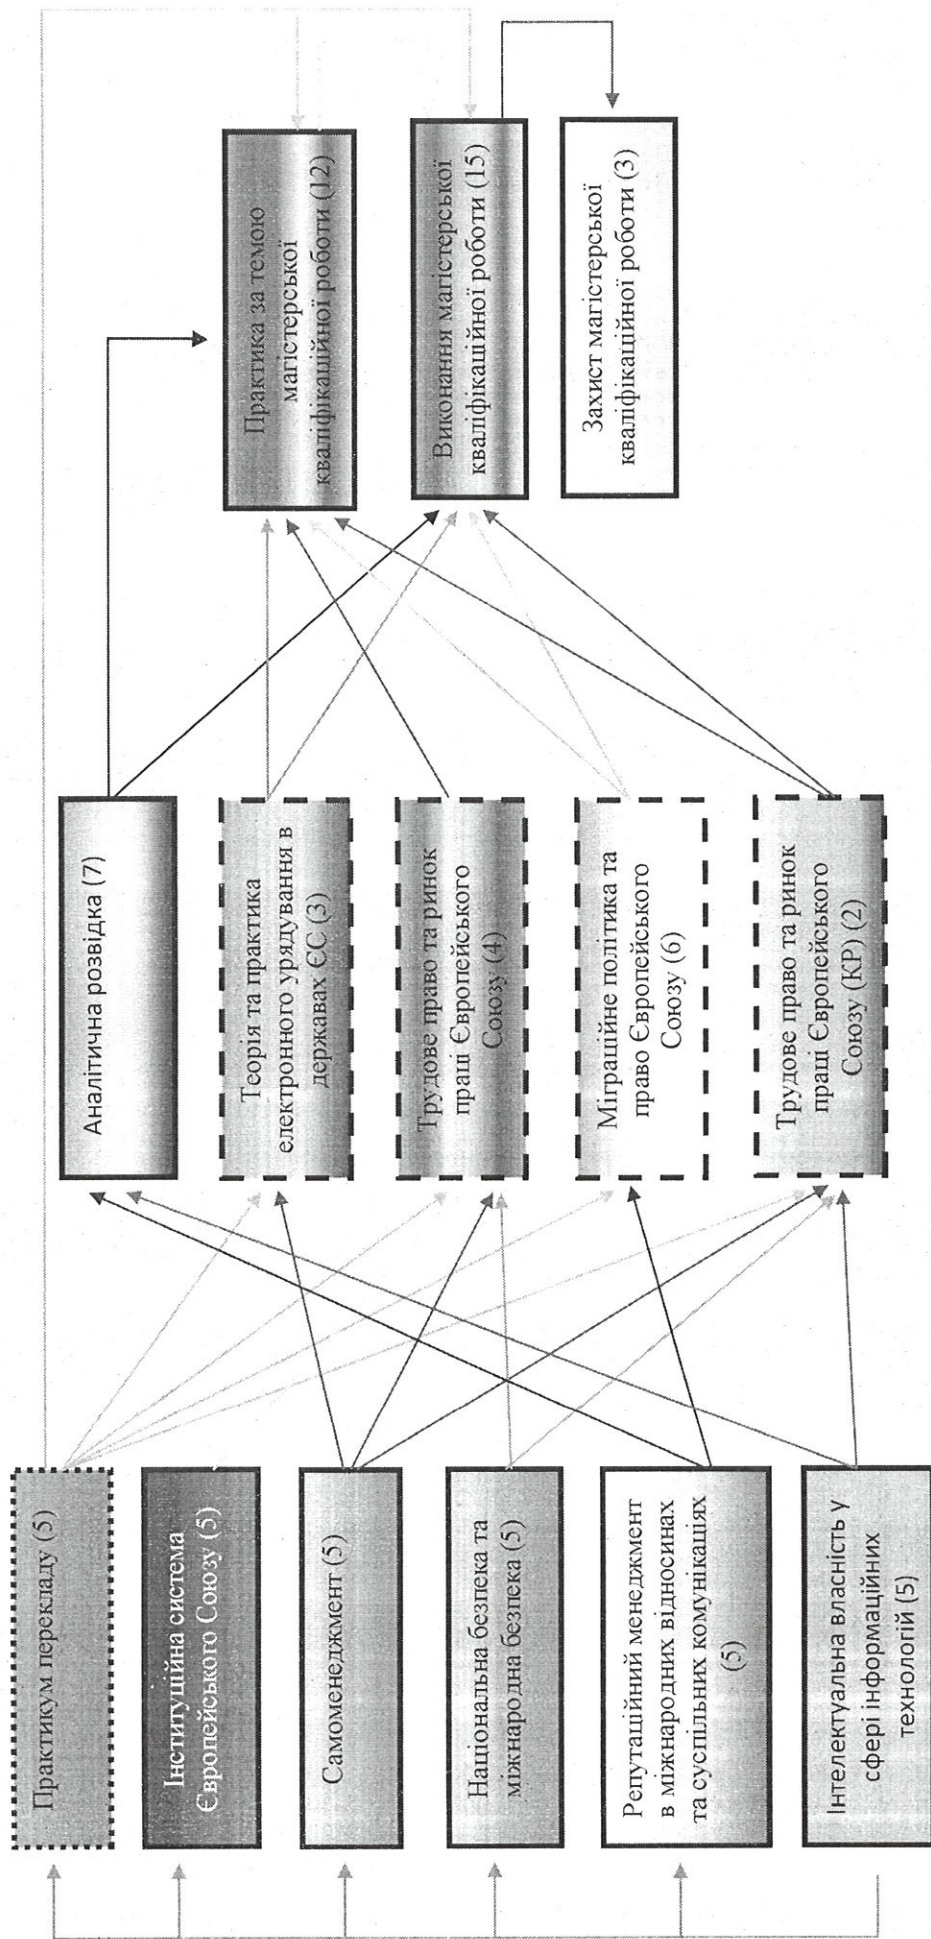 Практикум перекладу (5)
Інституційна система
Європейського Союзу (5)
Самоменеджмент (5)
Національна безпека та
міжнародна безпека (5)
Репутаційний менеджмент
в міжнародних відносинах
та суспільних комунікаціях
(5)
Інтелектуальна власність у
сфері інформаційних
технологій (5)
Аналітична розвідка (7)
Теорія та практика
електронного урядування в
державах ЄС (3)
Трудове право та ринок
праці Європейського
Союзу (4)
Міграційне політика та
право Європейського
Союзу (6)
Трудове право та ринок
праці Європейського
Союзу (КР) (2)
Практика за темою
магістерської
кваліфікаційної роботи (12)
Виконання магістерської
кваліфікаційної роботи (15)
Захист магістерської
кваліфікаційної роботи (3)